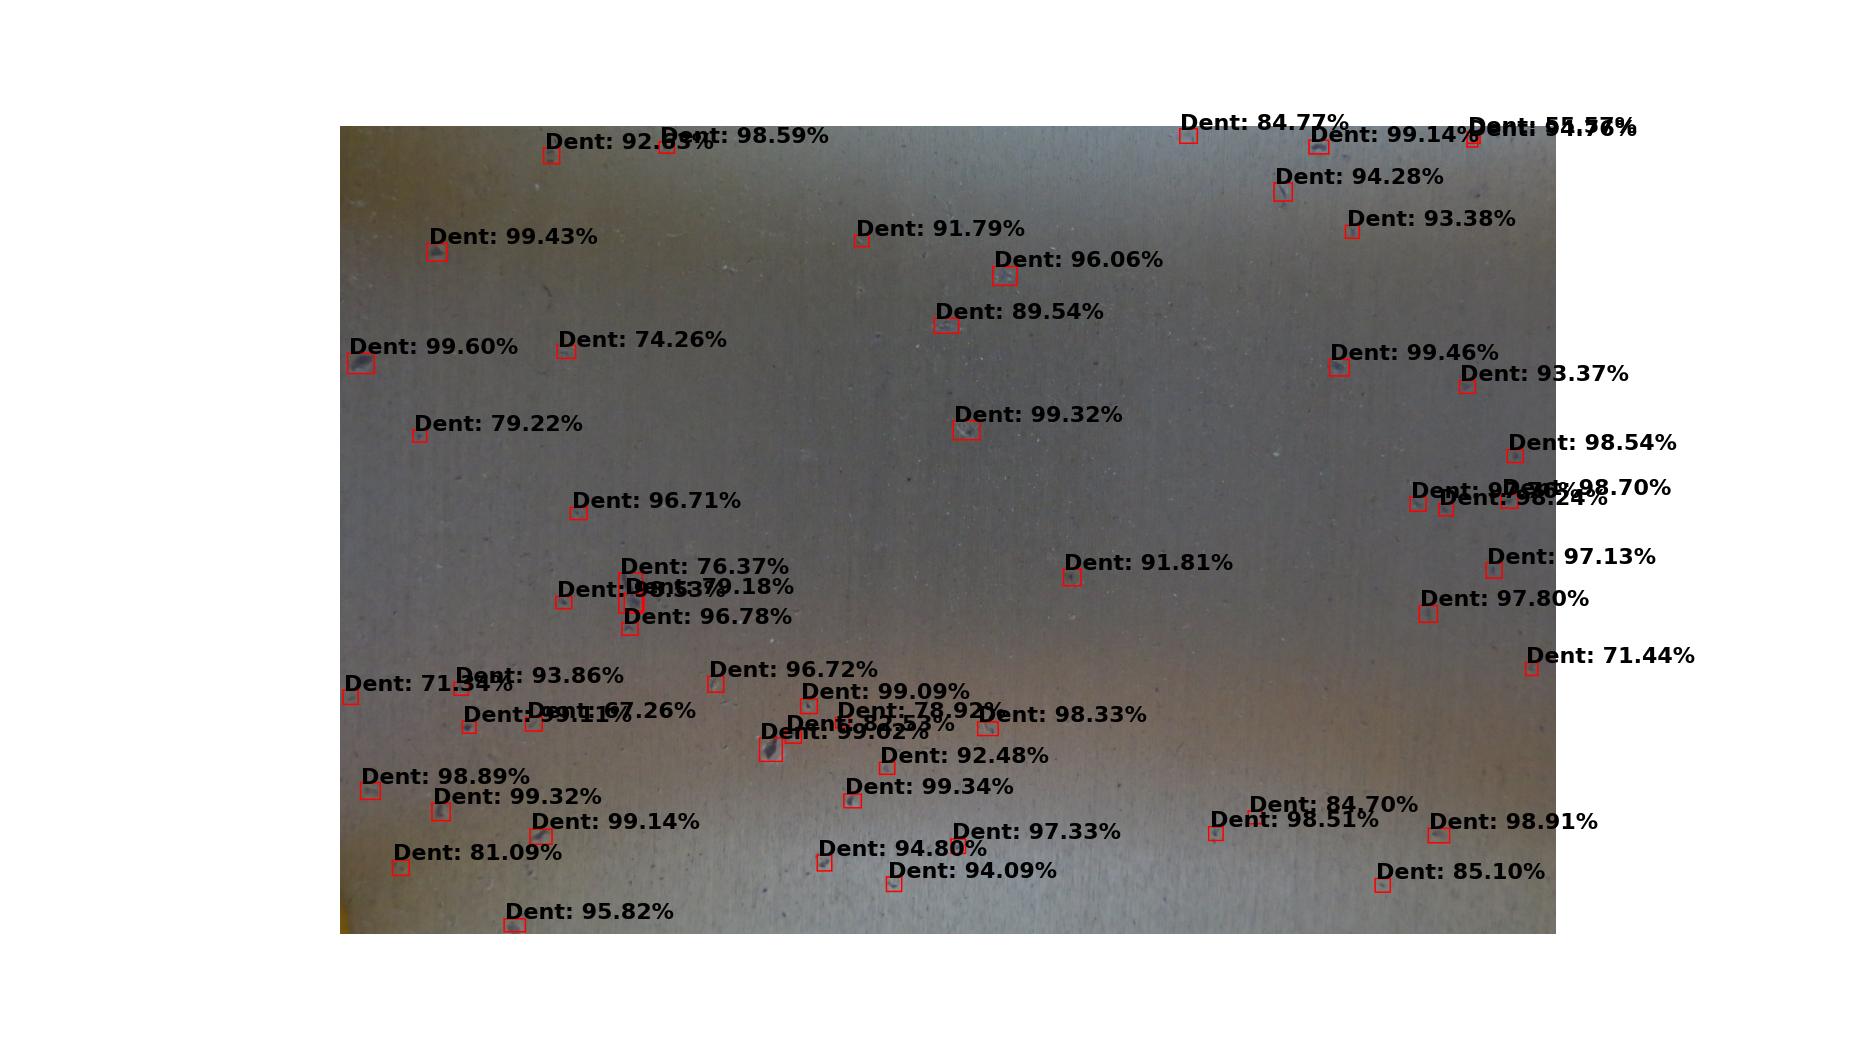 Dent: 84.77%
Dent: 92.63%
Dent: 98.59%
Dent: 99.14%
Dent: 55.57%
Dent: 94.76%
Dent: 94.28%
Dent: 93.38%
Dent: 99.43%
Dent: 91.79%
Dent: 96.06%
Dent: 89.54%
Dent: 99.60%
Dent: 74.26%
Dent: 99.46%
Dent: 93.37%
Dent: 79.22%
Dent: 99.32%
Dent: 98.54%
Dent: 96.71%
Dent:
Dent: 98.24%
Dent: 98.70%
Dent: 76.37%
Dent: 91.81%
Dent: 97.13%
Dent: 98.53%
Dent: 79.18%
Dent: 97.80%
Dent: 96.78%
Dent: 71.44%
Dent: 71.34%
Dent: 93.86%
Dent: 96.72%
Dent: 99.09%
Dent: 99.11%
Dent: 67.26%
Dent: 78.92%
Dent: 98.33%
Dent: 82.53%
Dent: 99.02%
Dent: 92.48%
Dent: 98.89%
Dent: 99.32%
Dent: 99.34%
Dent: 84.70%
Dent: 99.14%
Dent: 97.33%
Dent: 98.51%
Dent: 98.91%
Dent: 81.09%
Dent: 94.80%
Dent: 94.09%
Dent: 85.10%
Dent: 95.82%